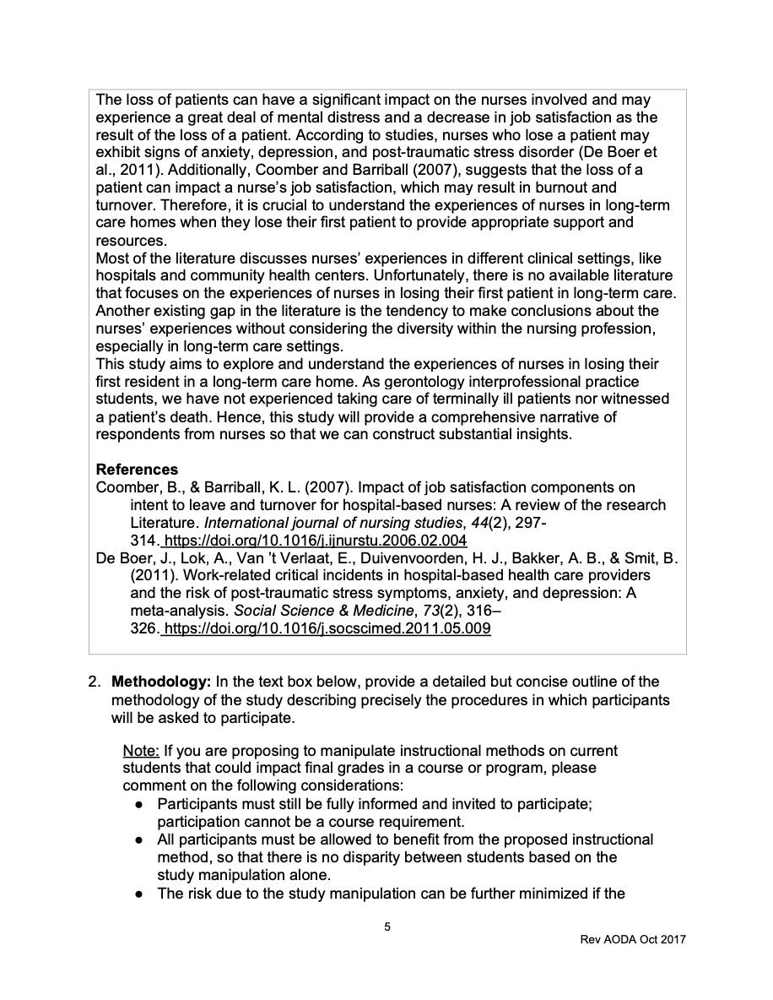 The loss of patients can have a significant impact on the nurses involved and may
experience a great deal of mental distress and a decrease in job satisfaction as the
result of the loss of a patient. According to studies, nurses who lose a patient may
exhibit signs of anxiety, depression, and post-traumatic stress disorder (De Boer et
al., 2011). Additionally, Coomber and Barriball (2007), suggests that the loss of a
patient can impact a nurse’s job satisfaction, which may result in burnout and
turnover. Therefore, it is crucial to understand the experiences of nurses in long-term
care homes when they lose their first patient to provide appropriate support and
resources.
Most of the literature discusses nurses’ experiences in different clinical settings, like
hospitals and community health centers. Unfortunately, there is no available literature
that focuses on the experiences of nurses in losing their first patient in long-term care.
Another existing gap in the literature is the tendency to make conclusions about the
nurses’ experiences without considering the diversity within the nursing profession,
especially in long-term care settings.
This study aims to explore and understand the experiences of nurses in losing their
first resident in a long-term care home. As gerontology interprofessional practice
students, we have not experienced taking care of terminally ill patients nor witnessed
a patient’s death. Hence, this study will provide a comprehensive narrative of
respondents from nurses so that we can construct substantial insights.
References
Coomber, B., & Barriball, K. L. (2007). Impact of job satisfaction components on
intent to leave and turnover for hospital-based nurses: A review of the research
Literature. International journal of nursing studies, 44(2), 297-
314. https://doi.org/10.1016/j.ijnurstu.2006.02.004
De Boer, J., Lok, A., Van ’t Verlaat, E., Duivenvoorden, H. J., Bakker, A. B., & Smit, B.
(2011). Work-related critical incidents in hospital-based health care providers
and the risk of post-traumatic stress symptoms, anxiety, and depression: A
meta-analysis. Social Science & Medicine, 73(2), 316–
326. https://doi.org/10.1016/j.socscimed.2011.05.009
2. Methodology: In the text box below, provide a detailed but concise outline of the
methodology of the study describing precisely the procedures in which participants
will be asked to participate.
Note: If you are proposing to manipulate instructional methods on current
students that could impact final grades in a course or program, please
comment on the following considerations:
● Participants must still be fully informed and invited to participate;
participation cannot be a course requirement.
● All participants must be allowed to benefit from the proposed instructional
method, so that there is no disparity between students based on the
study manipulation alone.
● The risk due to the study manipulation can be further minimized if the
5
Rev AODA Oct 2017